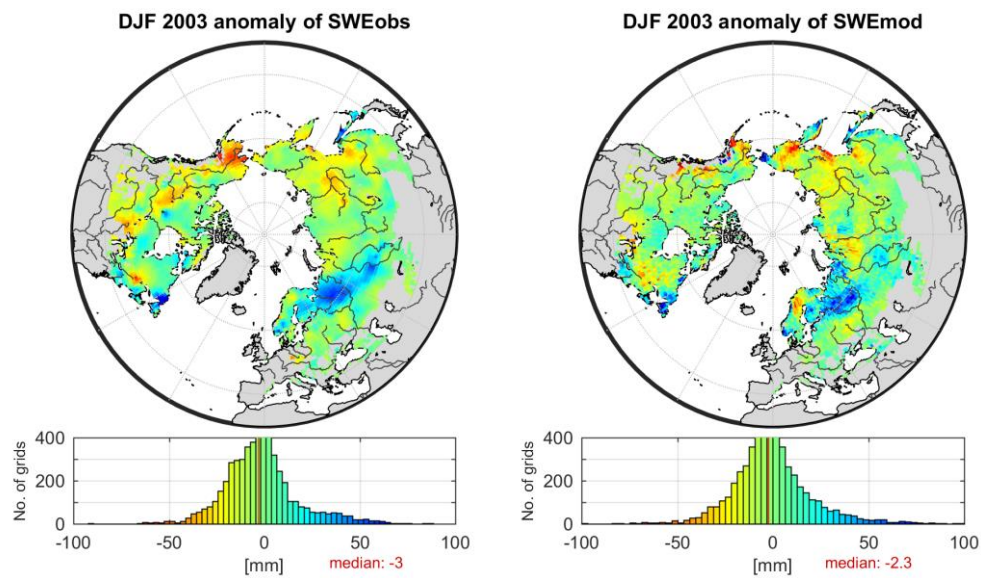 DJF 2003 anomaly of SWEobs
DJF 2003 anomaly of SWEmod
No. of grids
400
200
0
-100
-50
0
50
100
[mm]
median: -3
No. of grids
400
200
0
-100
-50
0
50
100
[mm]
median: -2.3